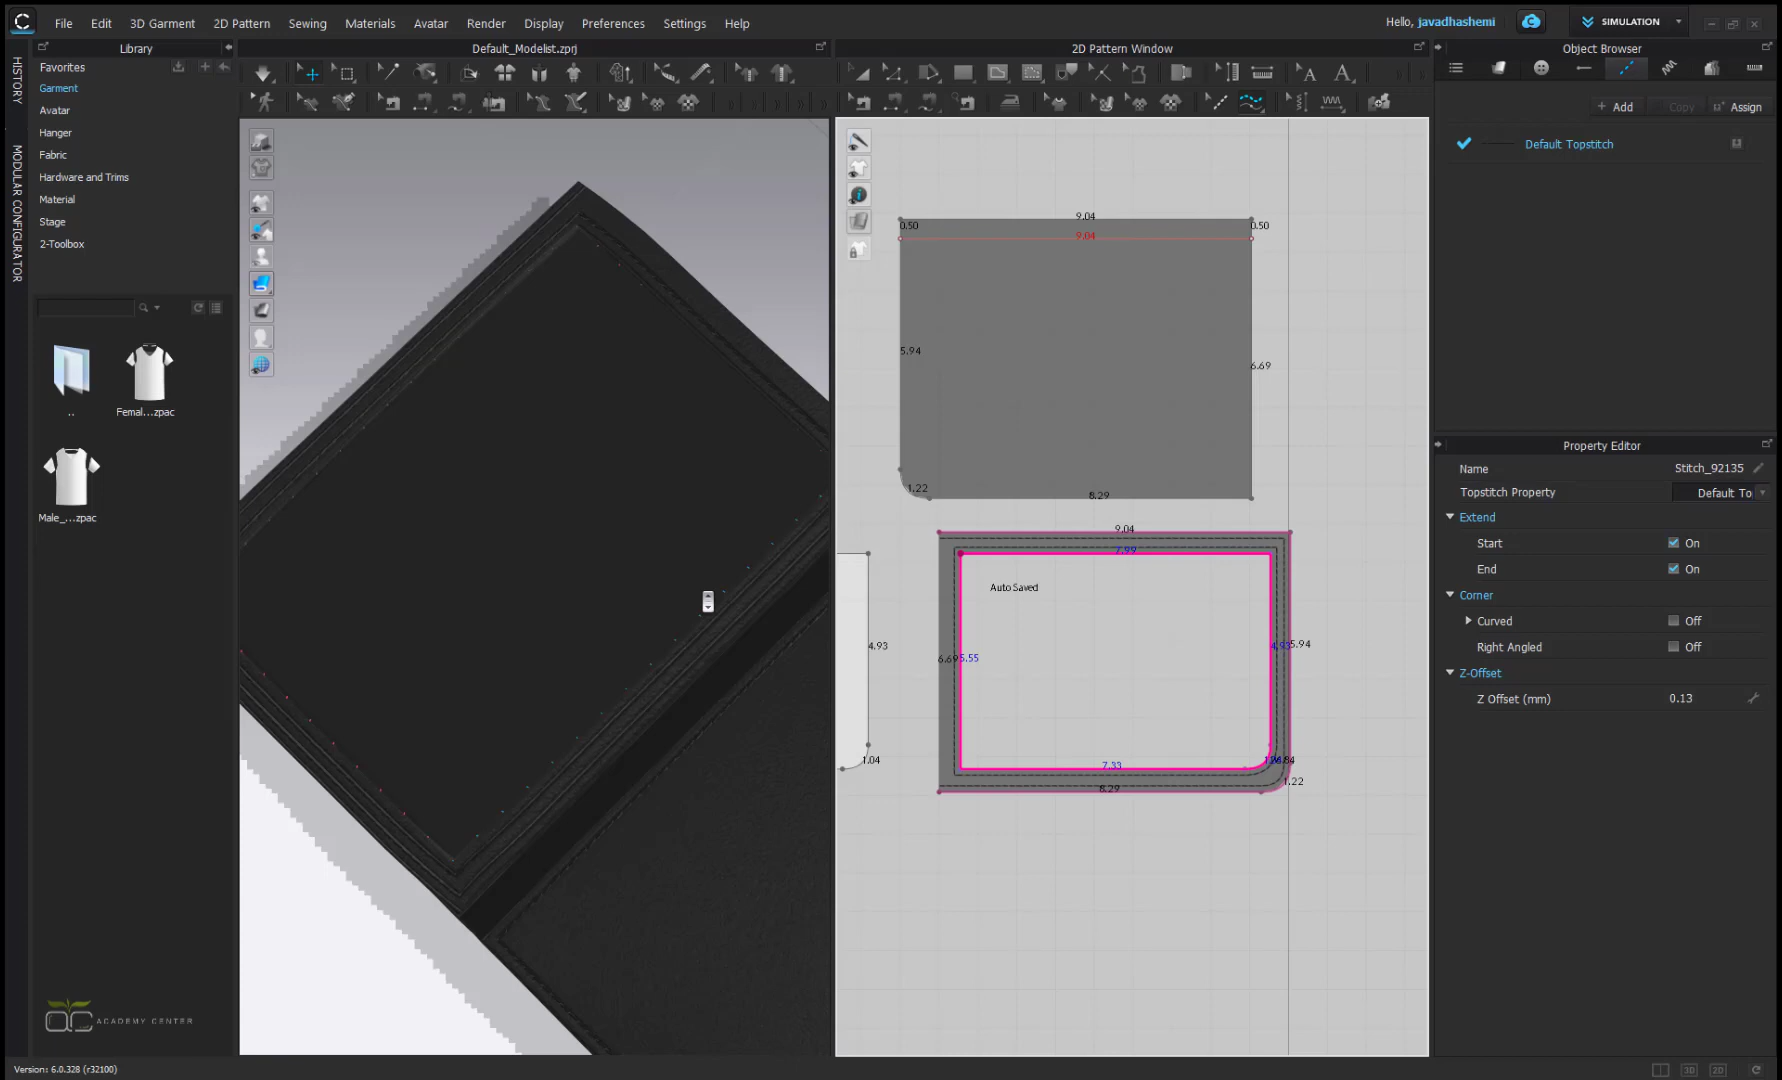 File Edit 3D Garment 2D Pattern Sewing Materials Avatar Render Display Preferences Settings Help
Hello, javadhashemi
SIMULATION
HISTORY
MODULAR CONFIGURATOR
Library
Default_Modelist.zprj
2D Pattern Window
Object Browser
Favorites
Garment
Avatar
Hanger
Fabric
Hardware and Trims
Material
Stage
2-Toolbox
..
Femal...zpac
Male_...zpac
ACADEMY CENTER
9.04
0.50
0.50
9.04
5.94
6.69
1.22
8.29
9.04
7.99
Auto Saved
4.93
6.69
5.55
4.93
5.94
1.04
7.33
8.29
1.22
Add Copy Assign
Default Topstitch
Property Editor
Name Stitch_92135
Topstitch Property Default To
Extend
Start On
End On
Corner
Curved Off
Right Angled Off
Z-Offset
Z Offset (mm) 0.13
Version: 6.0.328 (r32100)
3D 2D